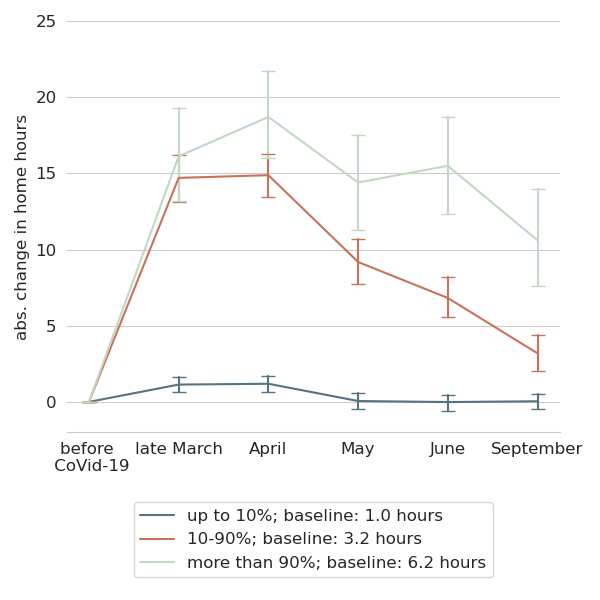 25
20
15
10
5
0
abs. change in home hours
before late March April May June September
CoVid-19
up to 10%; baseline: 1.0 hours
10-90%; baseline: 3.2 hours
more than 90%; baseline: 6.2 hours